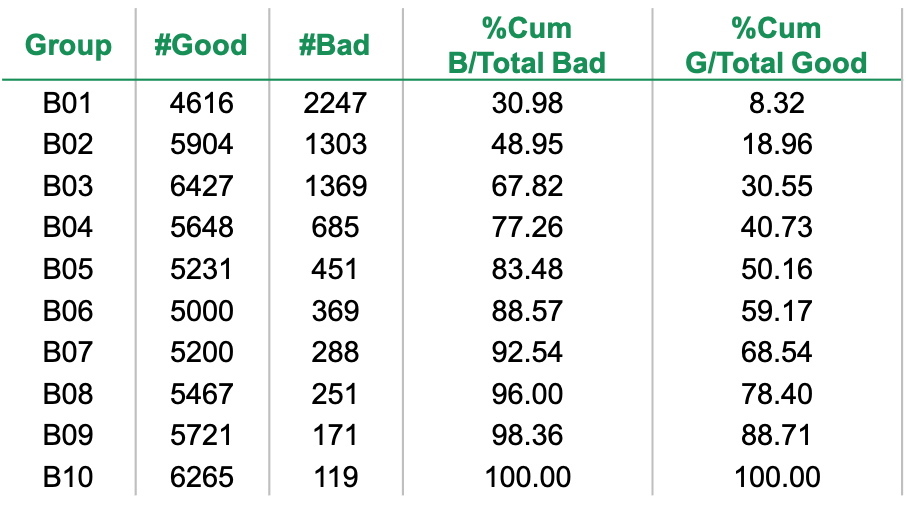 Group #Good #Bad %Cum B/Total Bad %Cum G/Total Good
B01 4616 2247 30.98 8.32
B02 5904 1303 48.95 18.96
B03 6427 1369 67.82 30.55
B04 5648 685 77.26 40.73
B05 5231 451 83.48 50.16
B06 5000 369 88.57 59.17
B07 5200 288 92.54 68.54
B08 5467 251 96.00 78.40
B09 5721 171 98.36 88.71
B10 6265 119 100.00 100.00